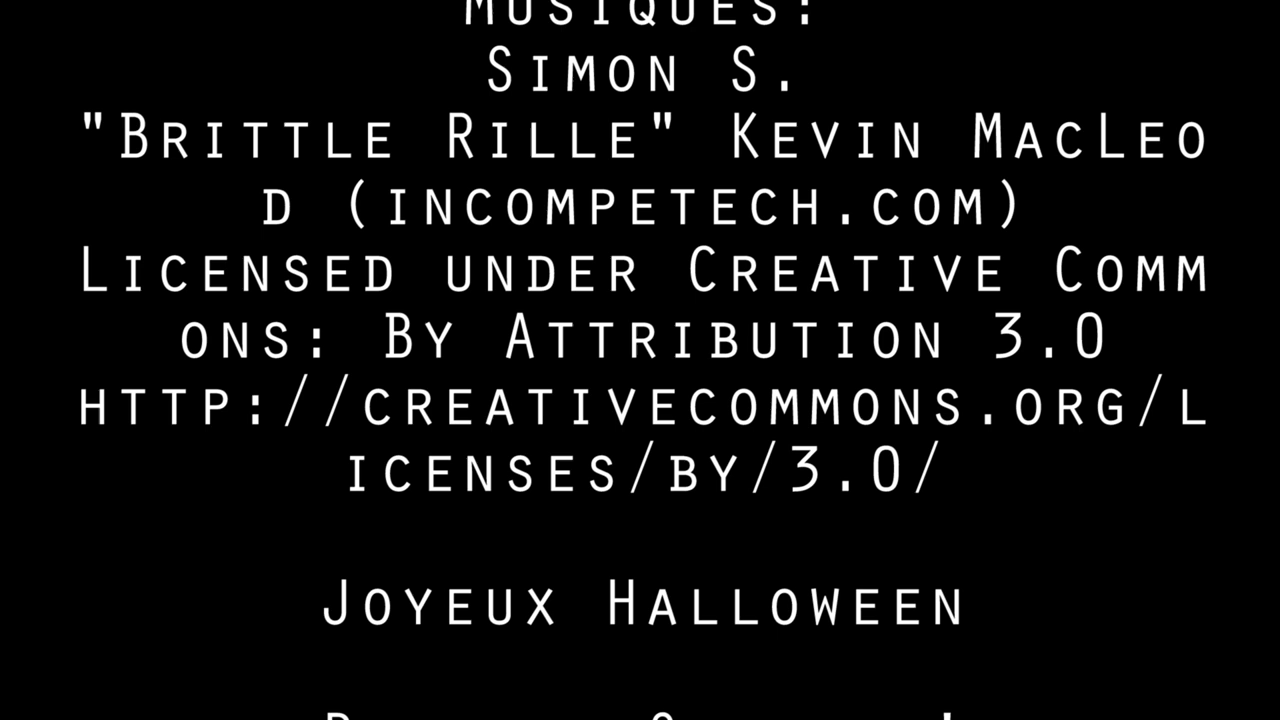 Musiques:
Simon S.
"Brittle Rille" Kevin MacLeo
d (incompetech.com)
Licensed under Creative Comm
ons: By Attribution 3.0
http://creativecommons.org/l
icenses/by/3.0/
Joyeux Halloween